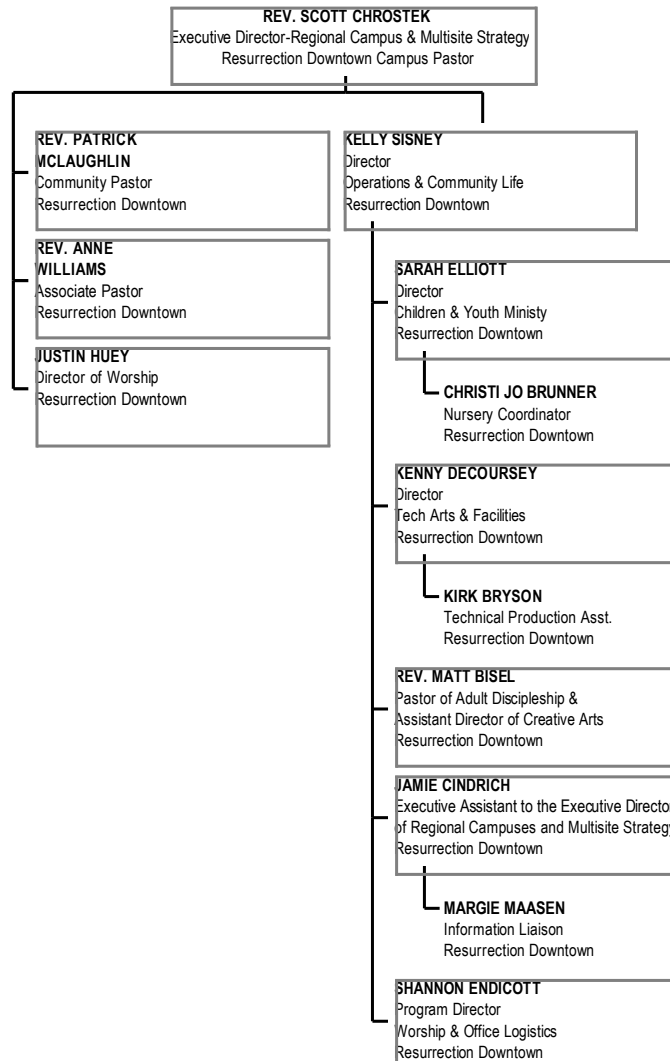 REV. SCOTT CHROSTEK
Executive Director-Regional Campus & Multisite Strategy
Resurrection Downtown Campus Pastor
REV. PATRICK
MCLAUGHLIN
Community Pastor
Resurrection Downtown
REV. ANNE
WILLIAMS
Associate Pastor
Resurrection Downtown
JUSTIN HUEY
Director of Worship
Resurrection Downtown
KELLY SISNEY
Director
Operations & Community Life
Resurrection Downtown
SARAH ELLIOTT
Director
Children & Youth Ministy
Resurrection Downtown
CHRISTI JO BRUNNER
Nursery Coordinator
Resurrection Downtown
KENNY DECOURSEY
Director
Tech Arts & Facilities
Resurrection Downtown
KIRK BRYSON
Technical Production Asst.
Resurrection Downtown
REV. MATT BISEL
Pastor of Adult Discipleship &
Assistant Director of Creative Arts
Resurrection Downtown
JAMIE CINDRICH
Executive Assistant to the Executive Director
of Regional Campuses and Multisite Strategy
Resurrection Downtown
MARGIE MAASEN
Information Liaison
Resurrection Downtown
SHANNON ENDICOTT
Program Director
Worship & Office Logistics
Resurrection Downtown